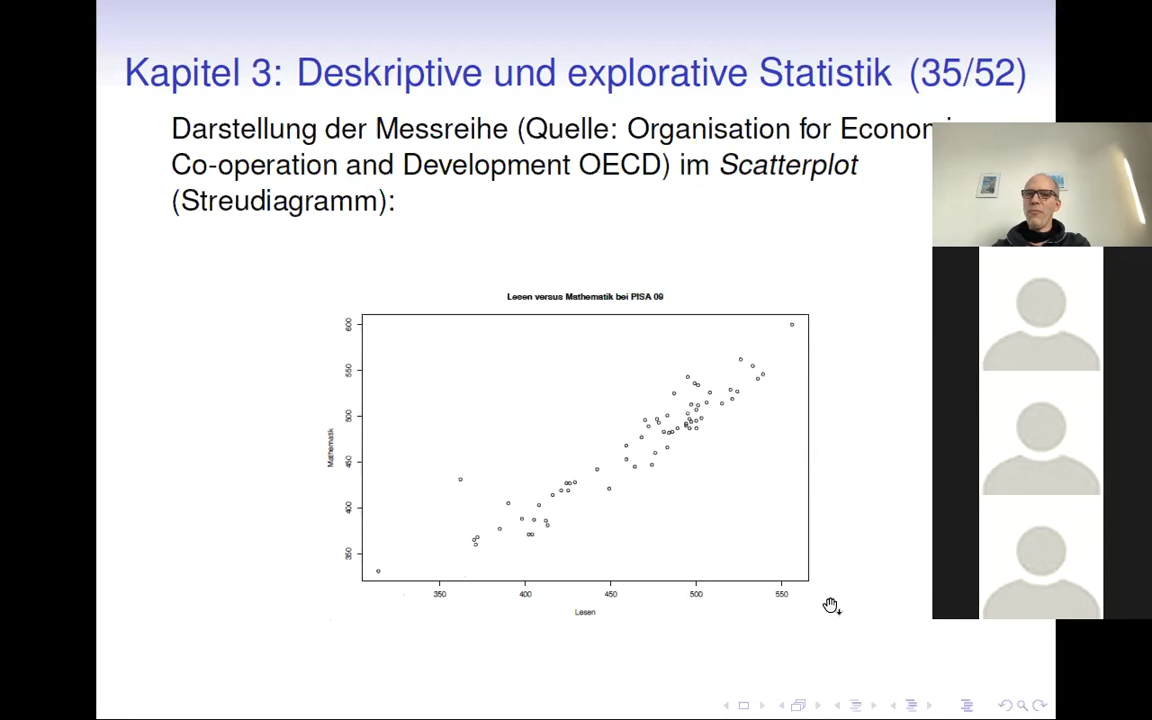 Kapitel 3: Deskriptive und explorative Statistik (35/52)
Darstellung der Messreihe (Quelle: Organisation for
Co-operation and Development OECD) im Scatterplot
(Streudiagramm):
Lesen versus Mathematik bei PISA 09
600
550
500
450
400
350
Mathematik
350 400 450 500 550
Lesen